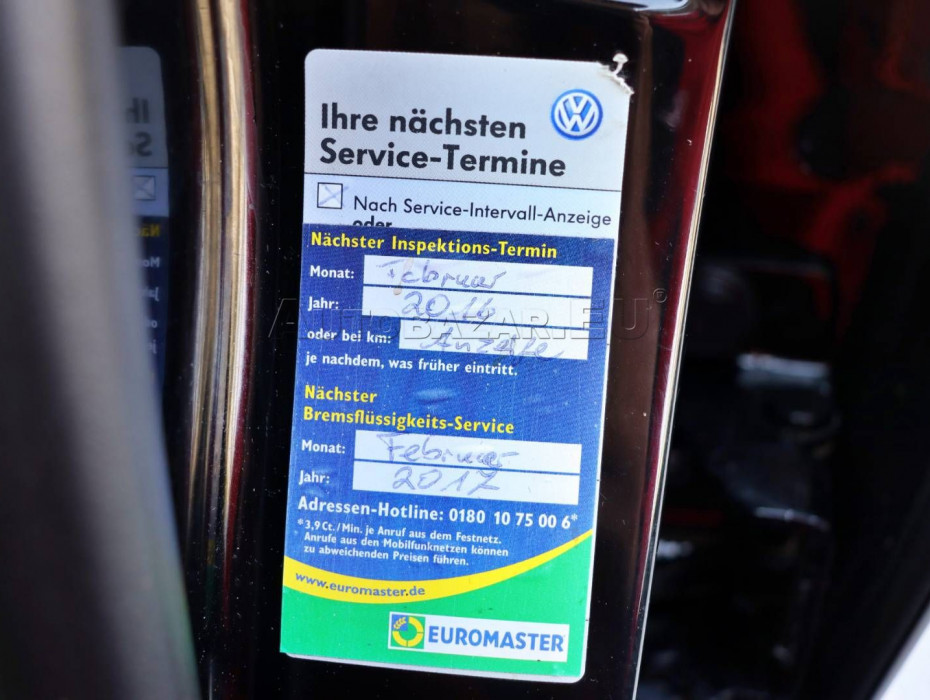 Ihre nächsten
Service-Termine
Nach Service-Intervall-Anzeige
oder
Nächster Inspektions-Termin
Monat: Februar
Jahr: 2016
oder bei km: Anzeige
je nachdem, was früher eintritt.
Nächster
Bremsflüssigkeits-Service
Monat: Februar
Jahr: 2017
Adressen-Hotline: 0180 10 75 00 6*
*3,9 Ct./Min. je Anruf aus dem Festnetz.
Anrufe aus den Mobilfunknetzen können
zu abweichenden Preisen führen.
www.euromaster.de
EUROMASTER
AUTOBAZAR.EU